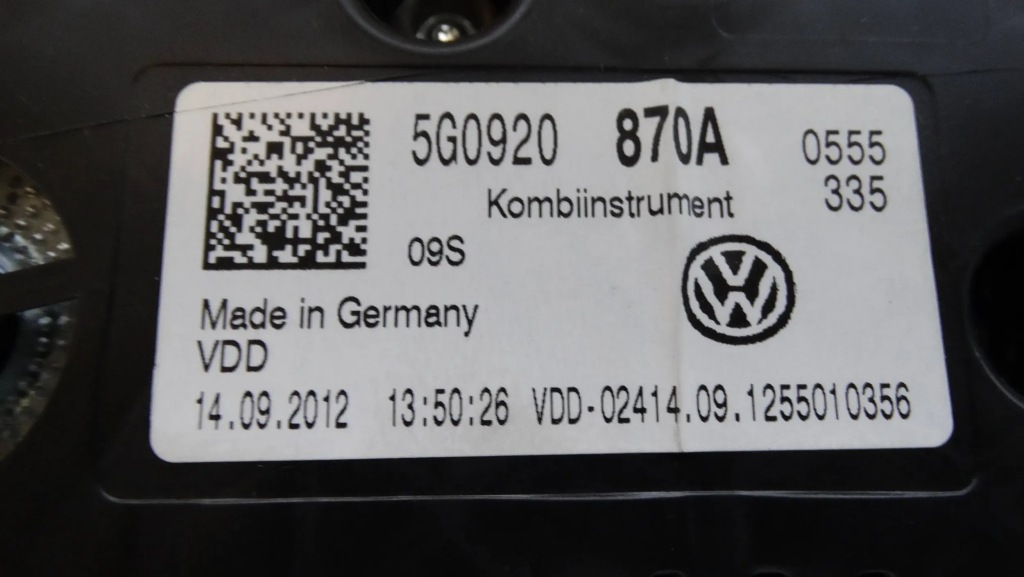 5G0920 870A 0555
Kombiinstrument 335
09S
Made in Germany
VDD
14.09.2012 13:50:26 VDD-02414.09.1255010356